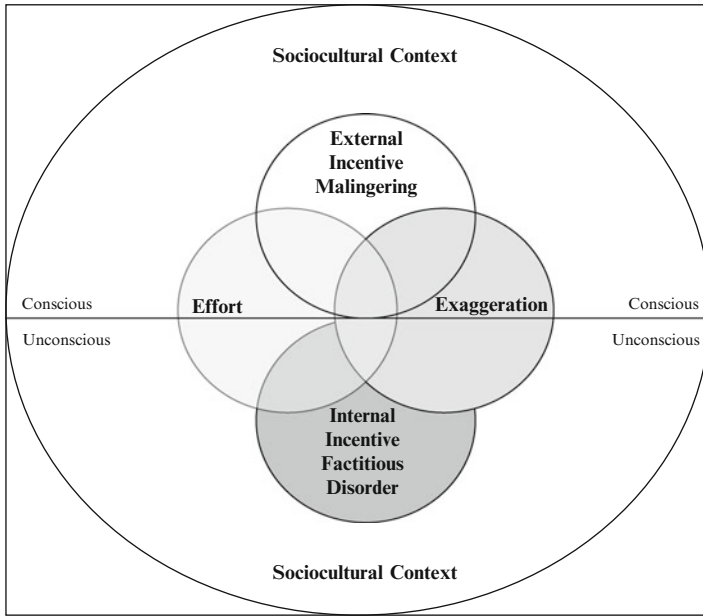 Sociocultural Context
External
Incentive
Malingering
Effort
Exaggeration
Conscious
Conscious
Unconscious
Unconscious
Internal
Incentive
Factitious
Disorder
Sociocultural Context